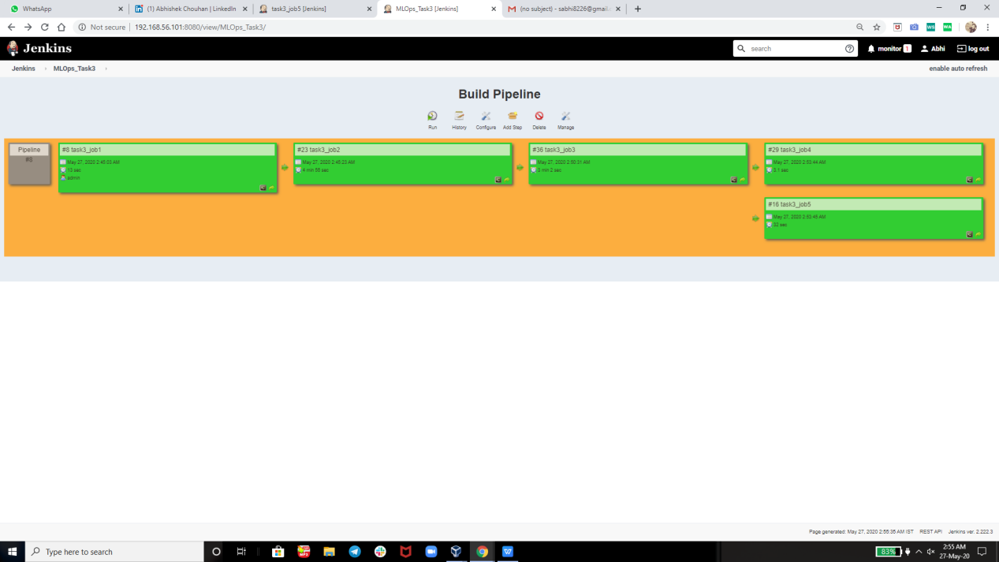 WhatsApp
(1) Abhishek Chouhan | LinkedIn
task3_job5 [Jenkins]
MLOps_Task3 [Jenkins]
(no subject) - sabhi8226@gmail.
Not secure | 192.168.56.101:8080/view/MLOps_Task3/
Jenkins
search
monitor 1
Abhi
log out
Jenkins
MLOps_Task3
enable auto refresh
Build Pipeline
Run
History
Configure
Add Step
Delete
Manage
Pipeline
#8
#8 task3_job1
May 27, 2020 2:45:03 AM
13 sec
admin
#23 task3_job2
May 27, 2020 2:45:23 AM
4 min 55 sec
#36 task3_job3
May 27, 2020 2:50:31 AM
3 min 2 sec
#29 task3_job4
May 27, 2020 2:53:44 AM
3.1 sec
#16 task3_job5
May 27, 2020 2:53:45 AM
32 sec
Page generated: May 27, 2020 2:55:35 AM IST
REST API
Jenkins ver. 2.222.3
Type here to search
83%
2:55 AM
27-May-20